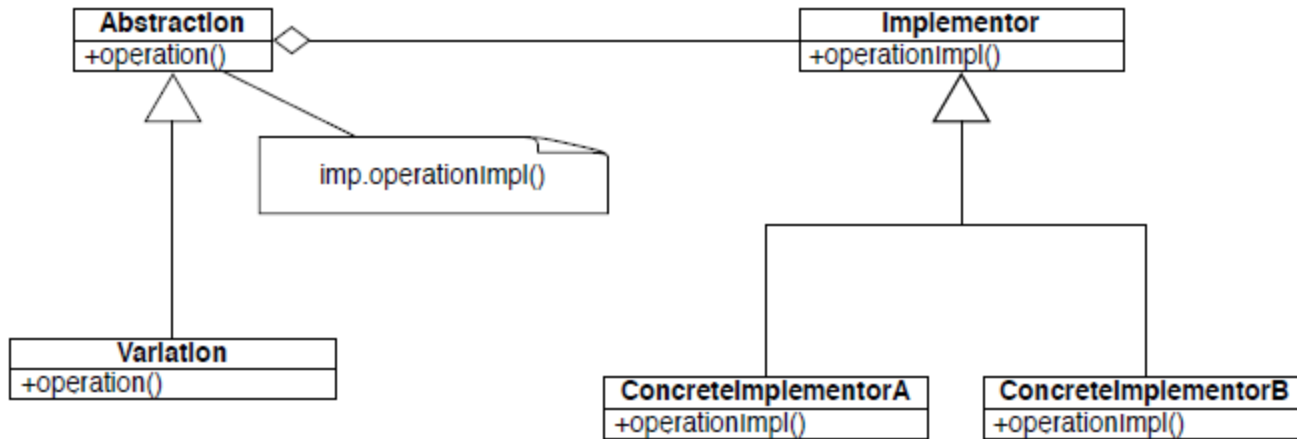 Abstraction
+operation()
Implementor
+operationImpl()
imp.operationImpl()
Variation
+operation()
ConcreteImplementorA
+operationImpl()
ConcreteImplementorB
+operationImpl()